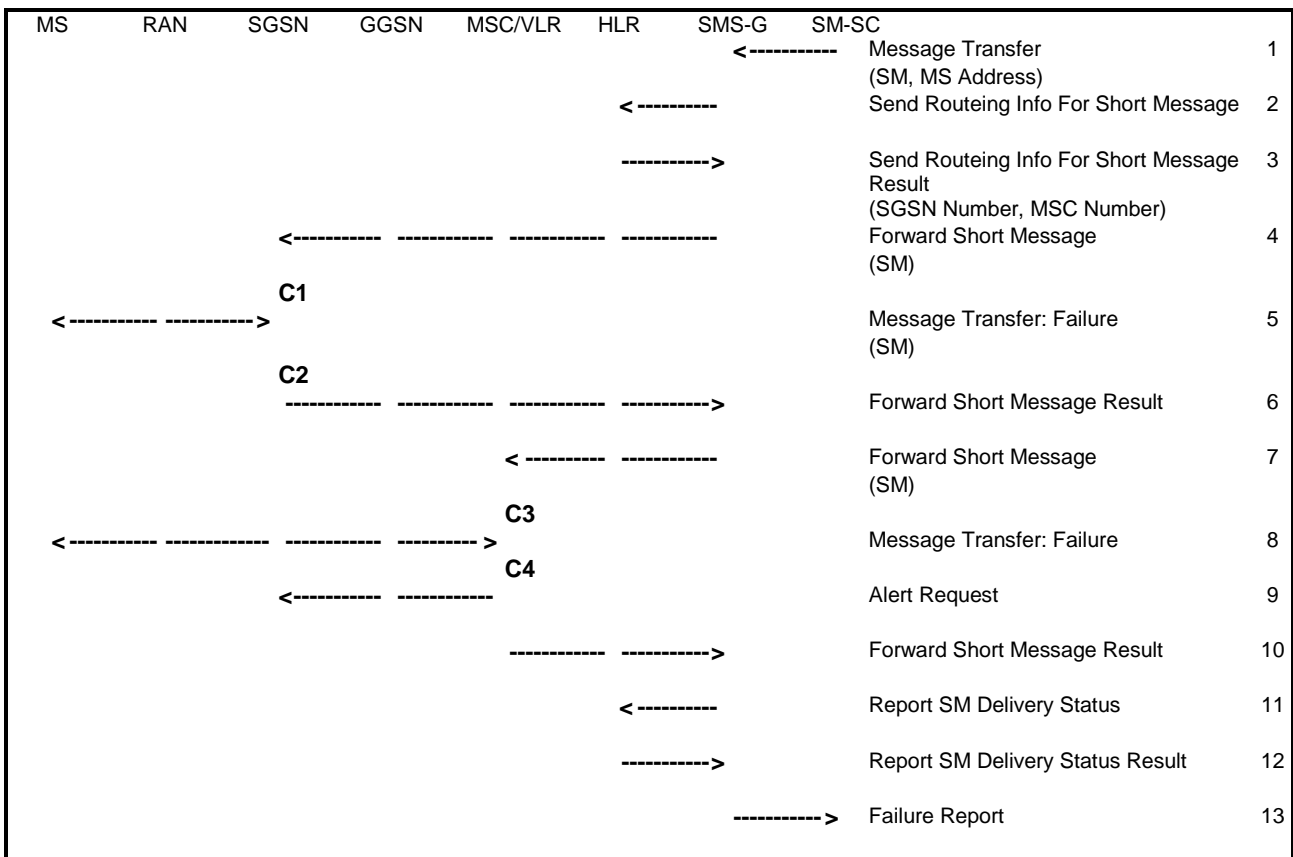 MS RAN SGSN GGSN MSC/VLR HLR SMS-G SM-SC
Message Transfer 1
(SM, MS Address)
Send Routeing Info For Short Message 2
Send Routeing Info For Short Message 3
Result
(SGSN Number, MSC Number)
Forward Short Message 4
(SM)
C1
Message Transfer: Failure 5
(SM)
C2
Forward Short Message Result 6
Forward Short Message 7
(SM)
C3
Message Transfer: Failure 8
C4
Alert Request 9
Forward Short Message Result 10
Report SM Delivery Status 11
Report SM Delivery Status Result 12
Failure Report 13